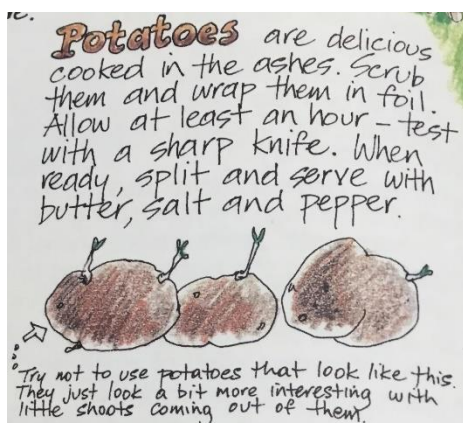 Potatoes are delicious
cooked in the ashes. Scrub
them and wrap them in foil.
Allow at least an hour – test
with a sharp knife. When
ready, split and serve with
butter, salt and pepper.
Try not to use potatoes that look like this.
They just look a bit more interesting with
little shoots coming out of them.